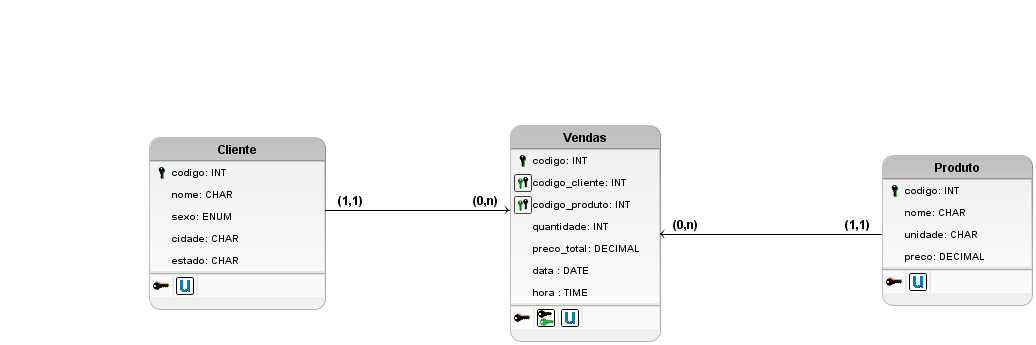 Cliente
codigo: INT
nome: CHAR
sexo: ENUM
cidade: CHAR
estado: CHAR
U
(1,1)
(0,n)
Vendas
codigo: INT
codigo_cliente: INT
codigo_produto: INT
quantidade: INT
preco_total: DECIMAL
data : DATE
hora : TIME
U
(0,n)
(1,1)
Produto
codigo: INT
nome: CHAR
unidade: CHAR
preco: DECIMAL
U